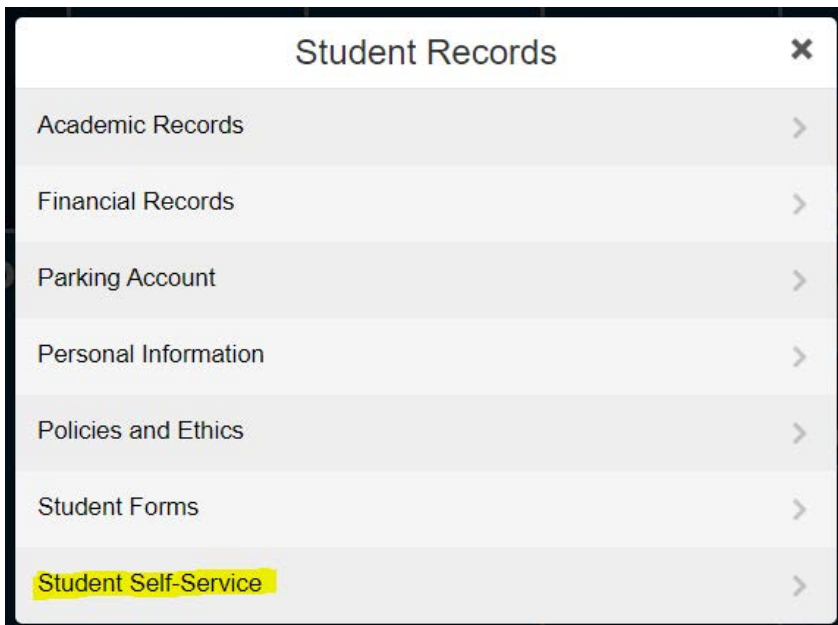 Student Records
Academic Records
Financial Records
Parking Account
Personal Information
Policies and Ethics
Student Forms
Student Self-Service